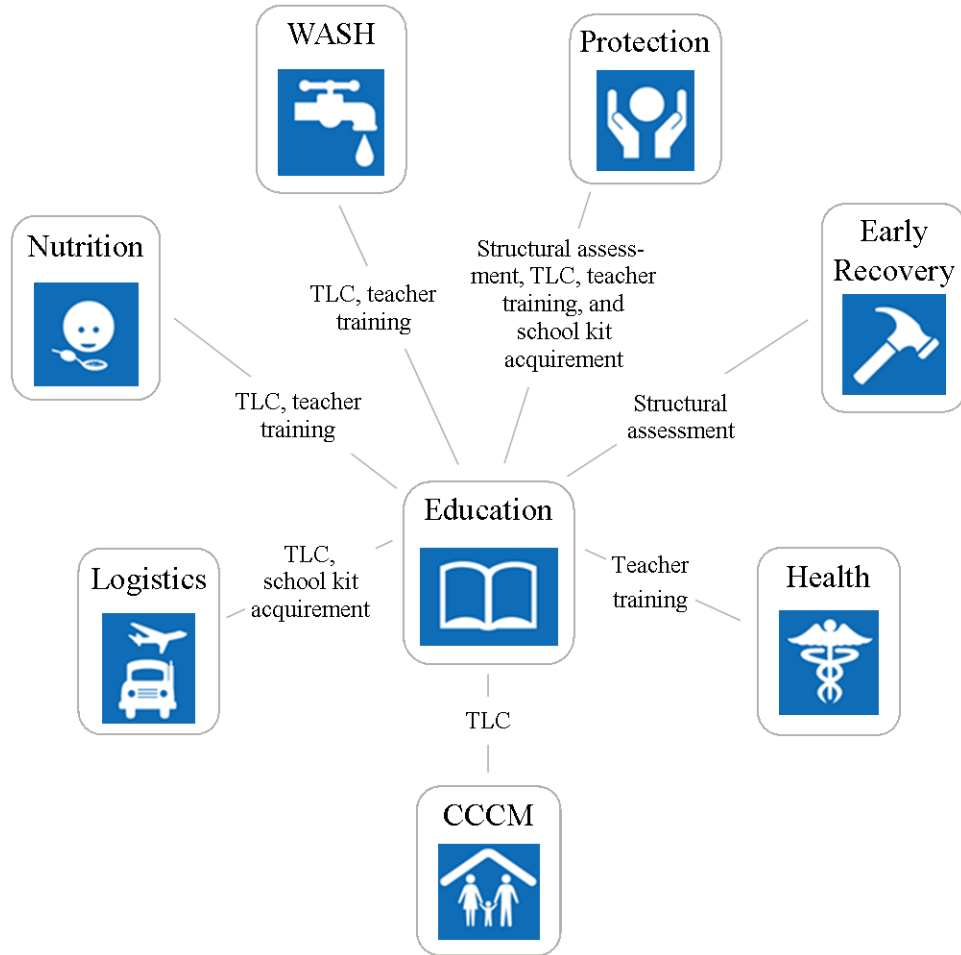 WASH
Protection
Nutrition
Early
Recovery
Structural assess-
ment, TLC, teacher
training, and
school kit
acquirement
TLC, teacher
training
TLC, teacher
training
Structural
assessment
Education
Logistics
TLC,
school kit
acquirement
Teacher
training
Health
TLC
CCCM